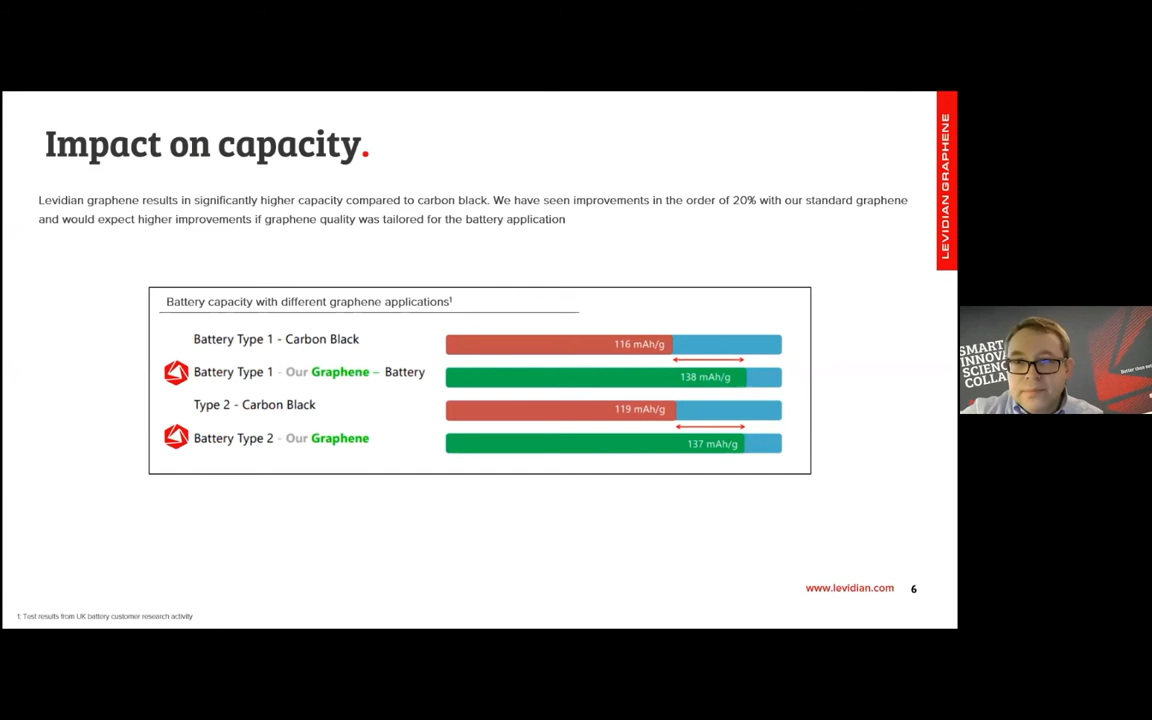 Impact on capacity.
Levidian graphene results in significantly higher capacity compared to carbon black. We have seen improvements in the order of 20% with our standard graphene
and would expect higher improvements if graphene quality was tailored for the battery application
LEVIDIAN GRAPHENE
Battery capacity with different graphene applications¹
Battery Type 1 - Carbon Black
116 mAh/g
Battery Type 1 - Our Graphene – Battery
138 mAh/g
Type 2 - Carbon Black
119 mAh/g
Battery Type 2 - Our Graphene
137 mAh/g
www.levidian.com 6
1: Test results from UK battery customer research activity
SMART
INNOVA
SCIENC
COLLA